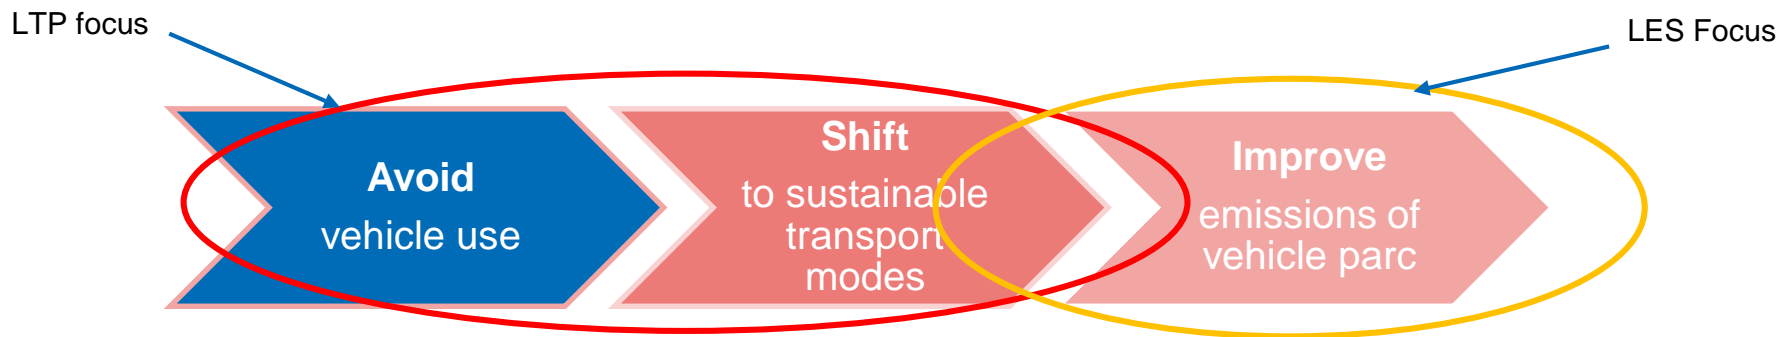 LTP focus
LES Focus
Avoid
vehicle use
Shift
to sustainable
transport
modes
Improve
emissions of
vehicle parc